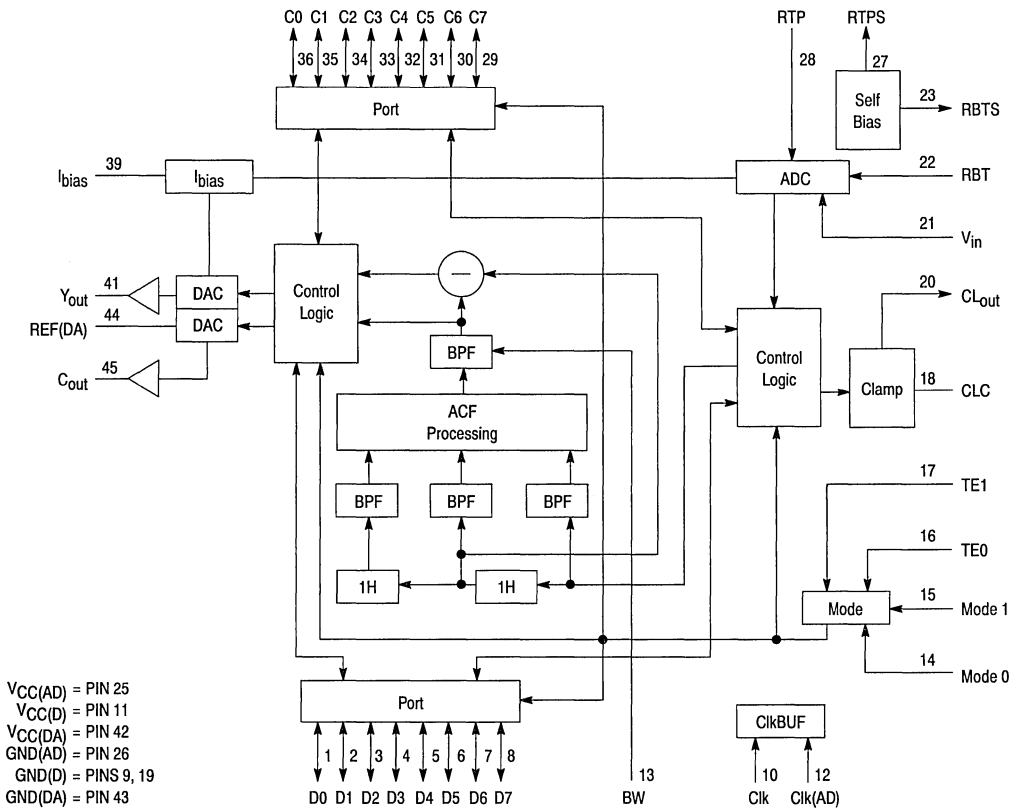 C0 C1 C2 C3 C4 C5 C6 C7
36 35 34 33 32 31 30 29
Port
RTP
28
RTPS
27
Self
Bias
23
RBTS
Ibias
39
Ibias
ADC
22
RBT
21
Vin
Yout
41
DAC
REF(DA)
44
DAC
Cout
45
Control
Logic
—
BPF
ACF
Processing
BPF
BPF
BPF
1H
1H
Control
Logic
Clamp
20
CLout
18
CLC
17
TE1
16
TE0
Mode
15
Mode 1
14
Mode 0
Port
1 2 3 4 5 6 7 8
D0 D1 D2 D3 D4 D5 D6 D7
13
BW
ClkBUF
10
Clk
12
Clk(AD)
VCC(AD) = PIN 25
VCC(D) = PIN 11
VCC(DA) = PIN 42
GND(AD) = PIN 26
GND(D) = PINS 9, 19
GND(DA) = PIN 43